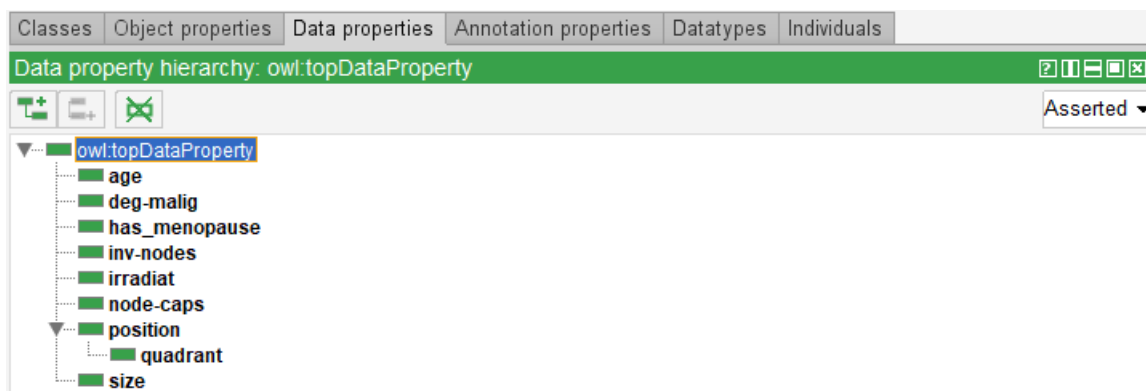 Classes Object properties Data properties Annotation properties Datatypes Individuals
Data property hierarchy: owl:topDataProperty
Asserted
owl:topDataProperty
age
deg-malig
has_menopause
inv-nodes
irradiat
node-caps
position
quadrant
size